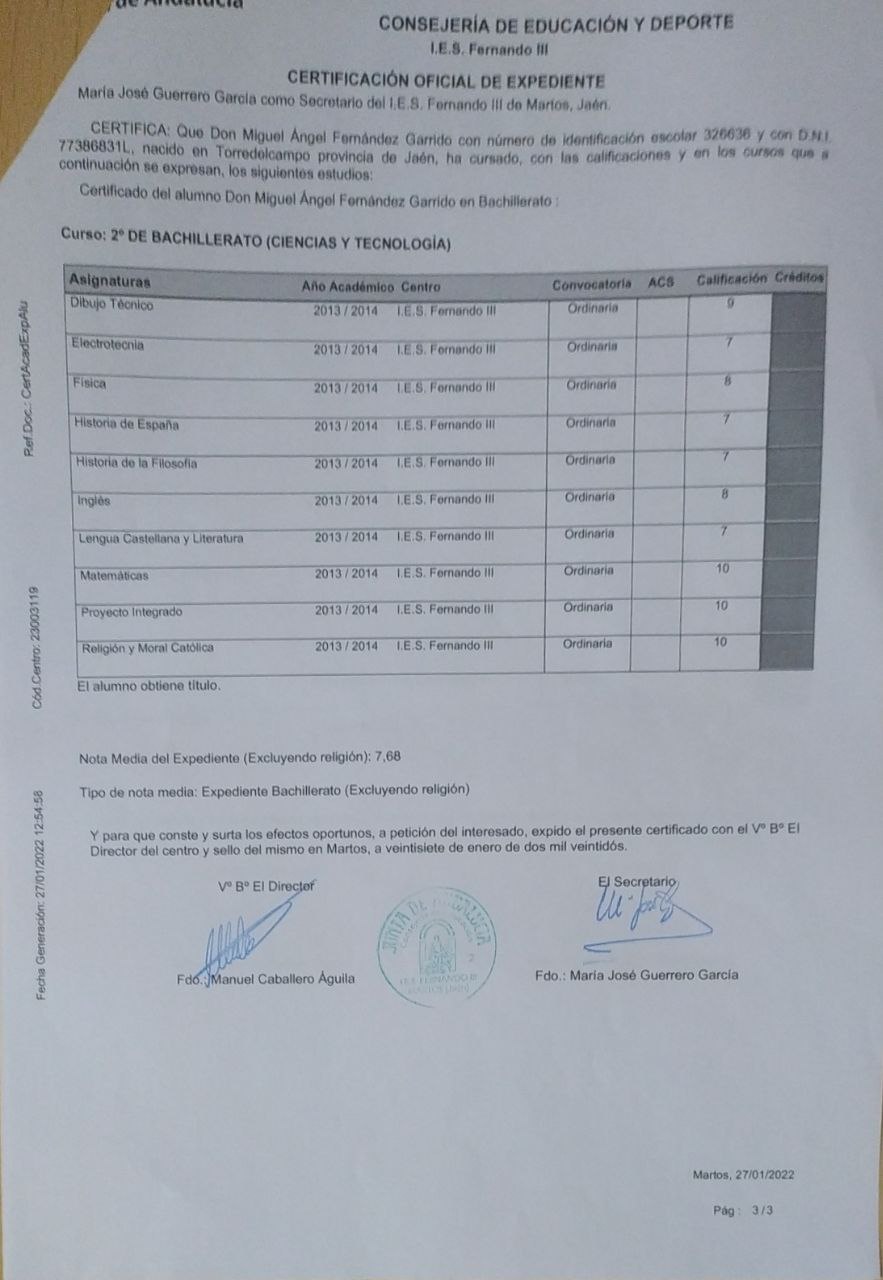 de Andalucía
CONSEJERÍA DE EDUCACIÓN Y DEPORTE
I.E.S. Fernando III
CERTIFICACIÓN OFICIAL DE EXPEDIENTE
María José Guerrero García como Secretario del I.E.S. Fernando III de Martos, Jaén.
CERTIFICA: Que Don Miguel Ángel Fernández Garrido con número de identificación escolar 326636 y con D.N.I.
77386831L, nacido en Torredelcampo provincia de Jaén, ha cursado, con las calificaciones y en los cursos que a
continuación se expresan, los siguientes estudios:
Certificado del alumno Don Miguel Ángel Fernández Garrido en Bachillerato :
Curso: 2º DE BACHILLERATO (CIENCIAS Y TECNOLOGÍA)
Asignaturas Año Académico Centro Convocatoria ACS Calificación Créditos
Dibujo Técnico 2013 / 2014 I.E.S. Fernando III Ordinaria 9
Electrotecnia 2013 / 2014 I.E.S. Fernando III Ordinaria 7
Física 2013 / 2014 I.E.S. Fernando III Ordinaria 8
Historia de España 2013 / 2014 I.E.S. Fernando III Ordinaria 7
Historia de la Filosofía 2013 / 2014 I.E.S. Fernando III Ordinaria 7
Inglés 2013 / 2014 I.E.S. Fernando III Ordinaria 8
Lengua Castellana y Literatura 2013 / 2014 I.E.S. Fernando III Ordinaria 7
Matemáticas 2013 / 2014 I.E.S. Fernando III Ordinaria 10
Proyecto Integrado 2013 / 2014 I.E.S. Fernando III Ordinaria 10
Religión y Moral Católica 2013 / 2014 I.E.S. Fernando III Ordinaria 10
El alumno obtiene título.
Nota Media del Expediente (Excluyendo religión): 7,68
Tipo de nota media: Expediente Bachillerato (Excluyendo religión)
Y para que conste y surta los efectos oportunos, a petición del interesado, expido el presente certificado con el Vº Bº El
Director del centro y sello del mismo en Martos, a veintisiete de enero de dos mil veintidós.
Vº Bº El Director
El Secretario
JUNTA DE ANDALUCIA
I.E.S. FERNANDO III
MARTOS (JAEN)
Fdo.: Manuel Caballero Águila
Fdo.: María José Guerrero García
Martos, 27/01/2022
Pág : 3 / 3
Ref.Doc.: CertAcadExpAlu
Cód.Centro: 23003119
Fecha Generación: 27/01/2022 12:54:58